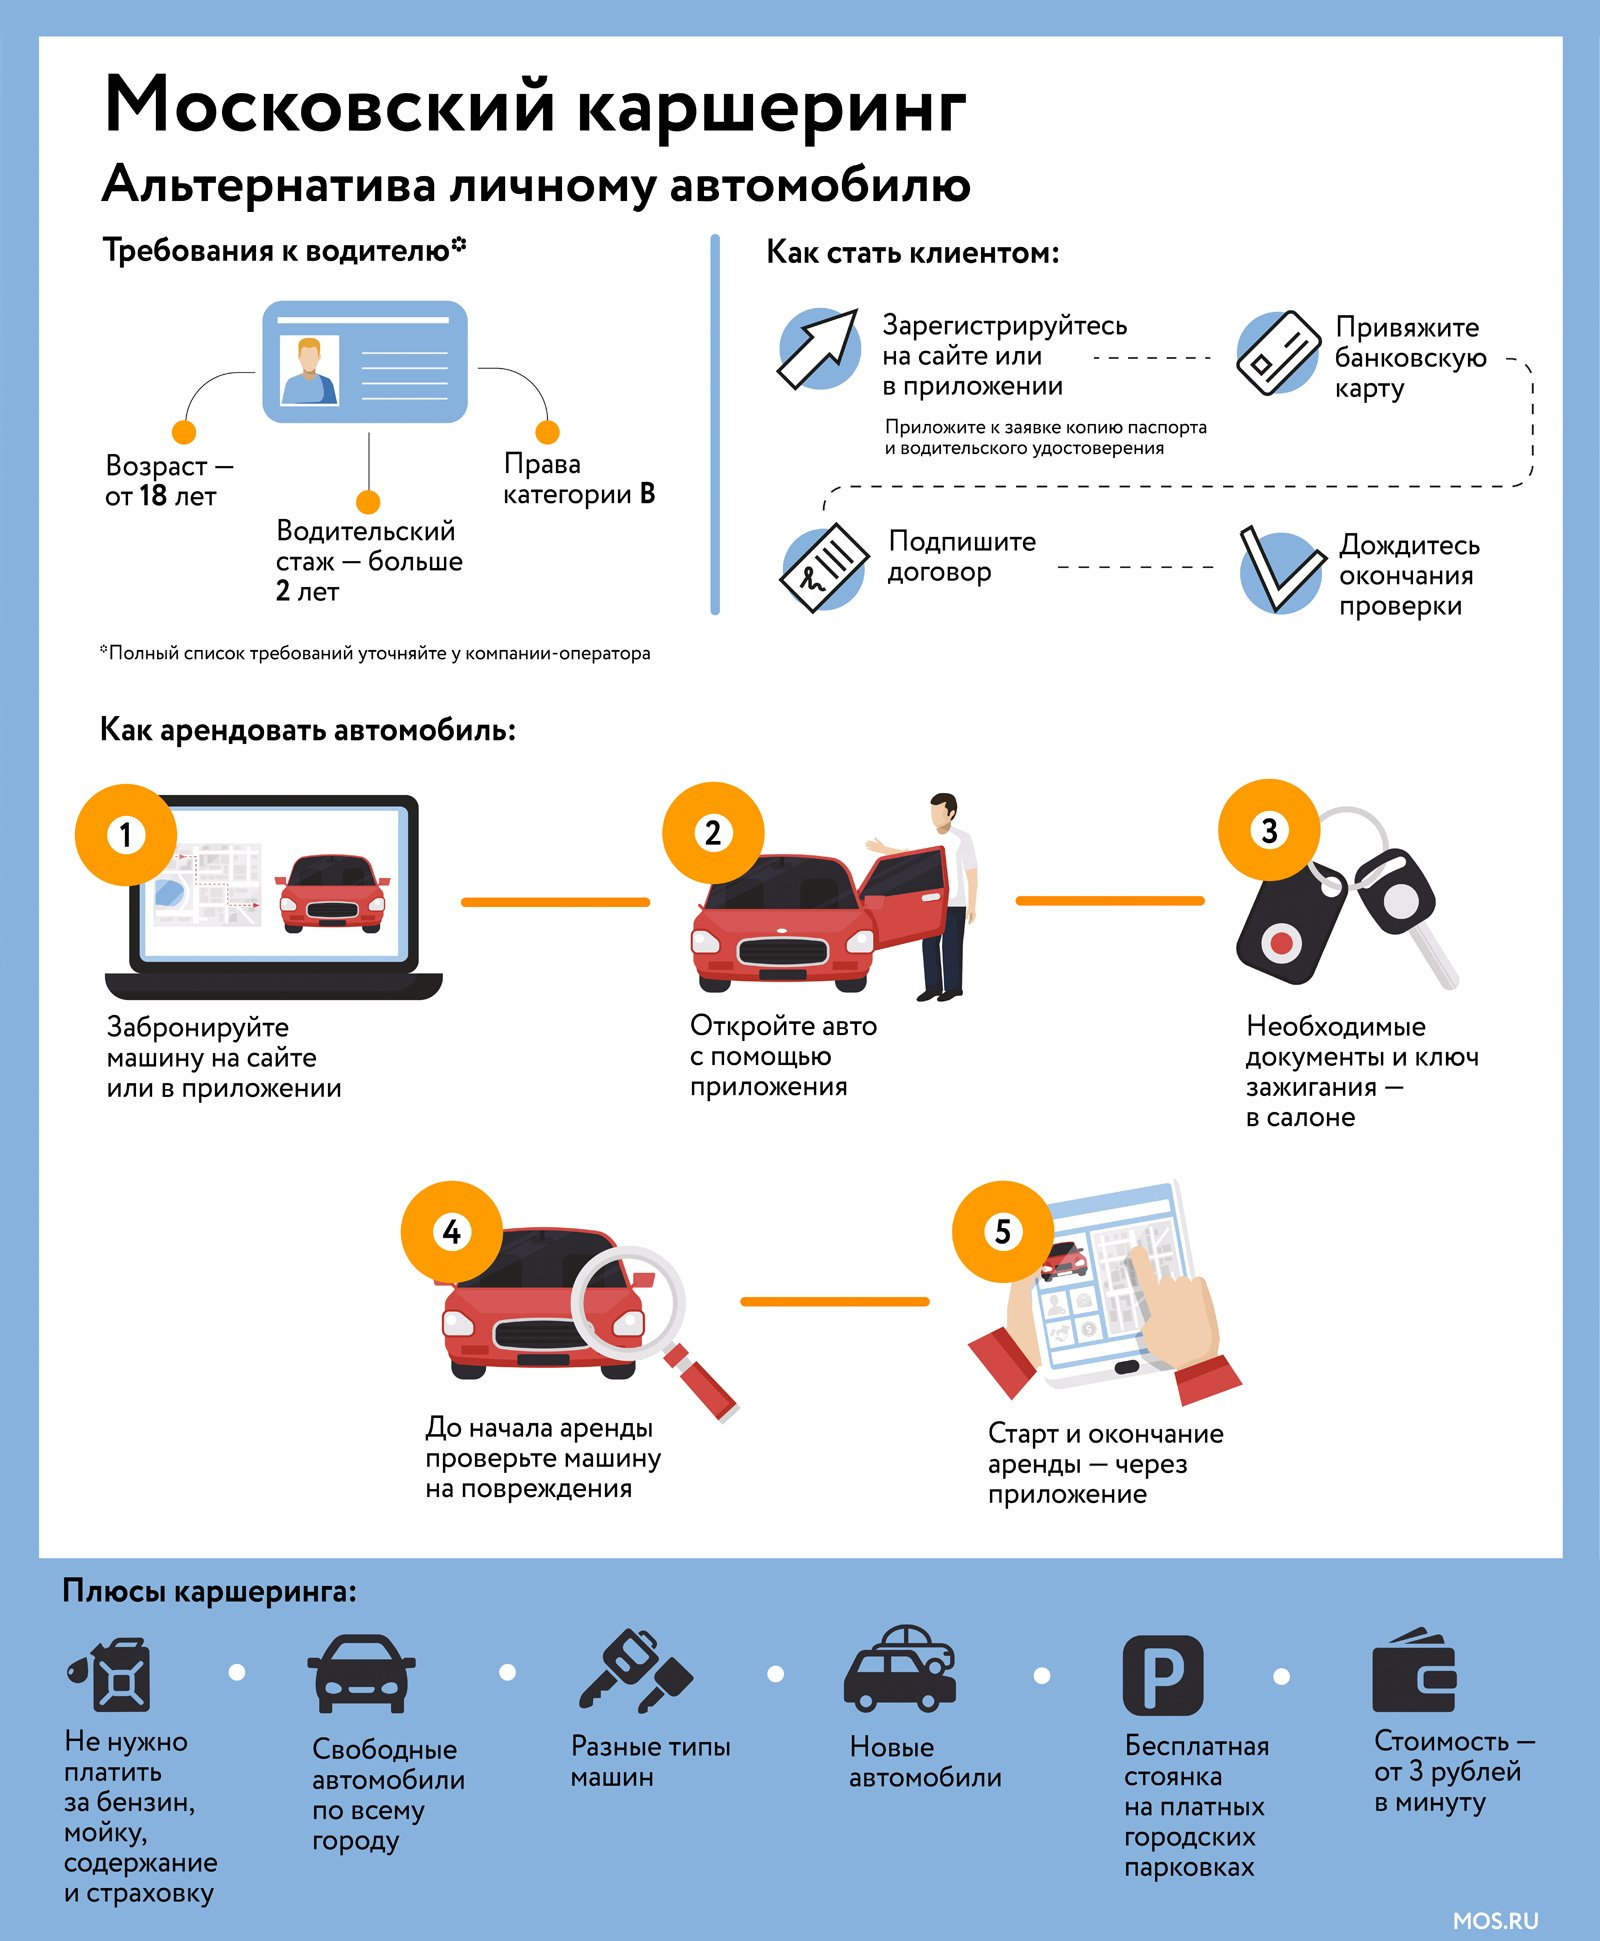 Московский каршеринг
Альтернатива личному автомобилю
Требования к водителю*
Возраст —
от 18 лет
Водительский
стаж — больше
2 лет
Права
категории В
*Полный список требований уточняйте у компании-оператора
Как стать клиентом:
Зарегистрируйтесь
на сайте или
в приложении
Приложите к заявке копию паспорта
и водительского удостоверения
Привяжите
банковскую
карту
Подпишите
договор
Дождитесь
окончания
проверки
Как арендовать автомобиль:
1
Забронируйте
машину на сайте
или в приложении
2
Откройте авто
с помощью
приложения
3
Необходимые
документы и ключ
зажигания —
в салоне
4
До начала аренды
проверьте машину
на повреждения
5
Старт и окончание
аренды — через
приложение
Плюсы каршеринга:
Не нужно
платить
за бензин,
мойку,
содержание
и страховку
Свободные
автомобили
по всему
городу
Разные типы
машин
Новые
автомобили
P
Бесплатная
стоянка
на платных
городских
парковках
Стоимость —
от 3 рублей
в минуту
MOS.RU